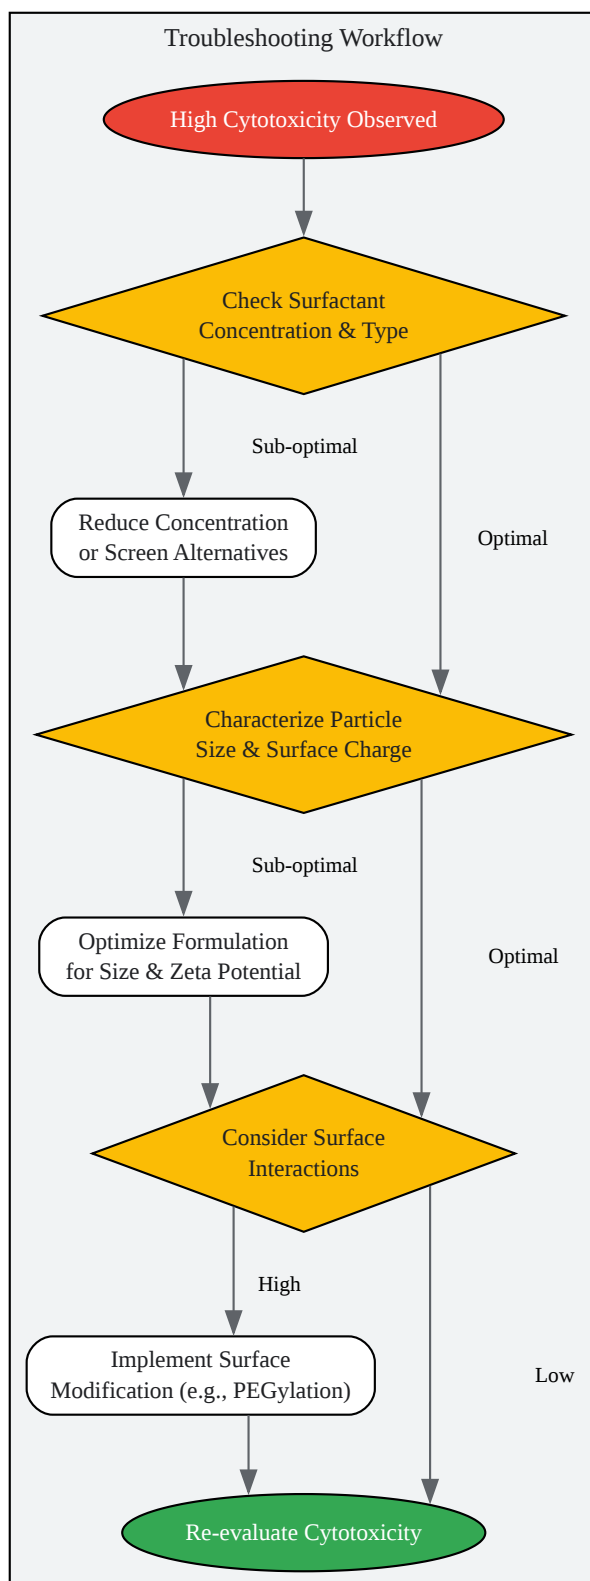 Troubleshooting Workflow
High Cytotoxicity Observed
Check Surfactant
Concentration & Type
Sub-optimal
Reduce Concentration
or Screen Alternatives
Optimal
Characterize Particle
Size & Surface Charge
Sub-optimal
Optimize Formulation
for Size & Zeta Potential
Optimal
Consider Surface
Interactions
High
Implement Surface
Modification (e.g., PEGylation)
Low
Re-evaluate Cytotoxicity